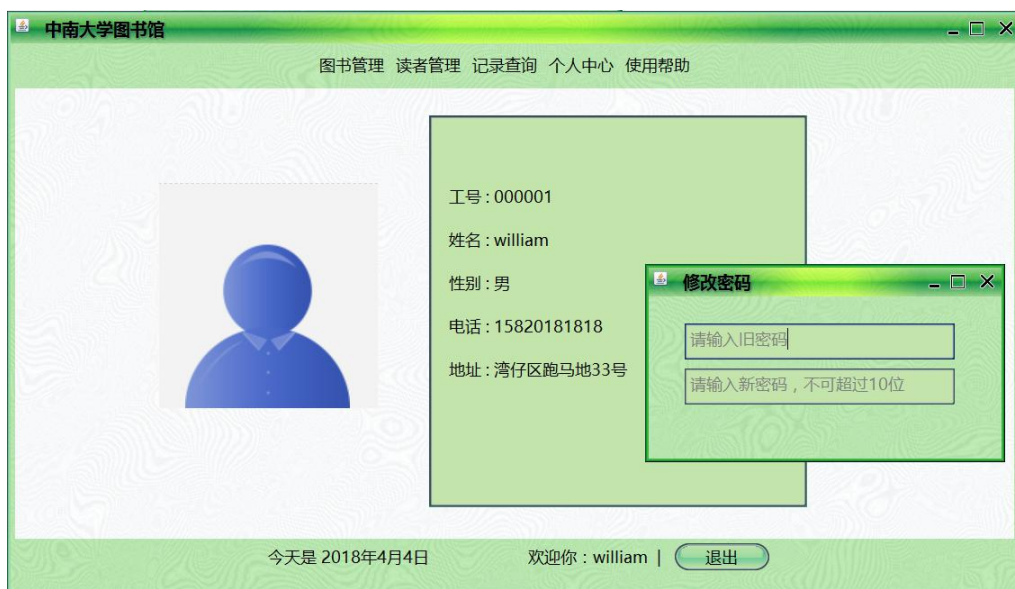 中南大学图书馆
图书管理 读者管理 记录查询 个人中心 使用帮助
工号 : 000001
姓名 : william
性别 : 男
电话 : 15820181818
地址 : 湾仔区跑马地33号
修改密码
请输入旧密码
请输入新密码，不可超过10位
今天是 2018年4月4日 欢迎你 : william | 退出